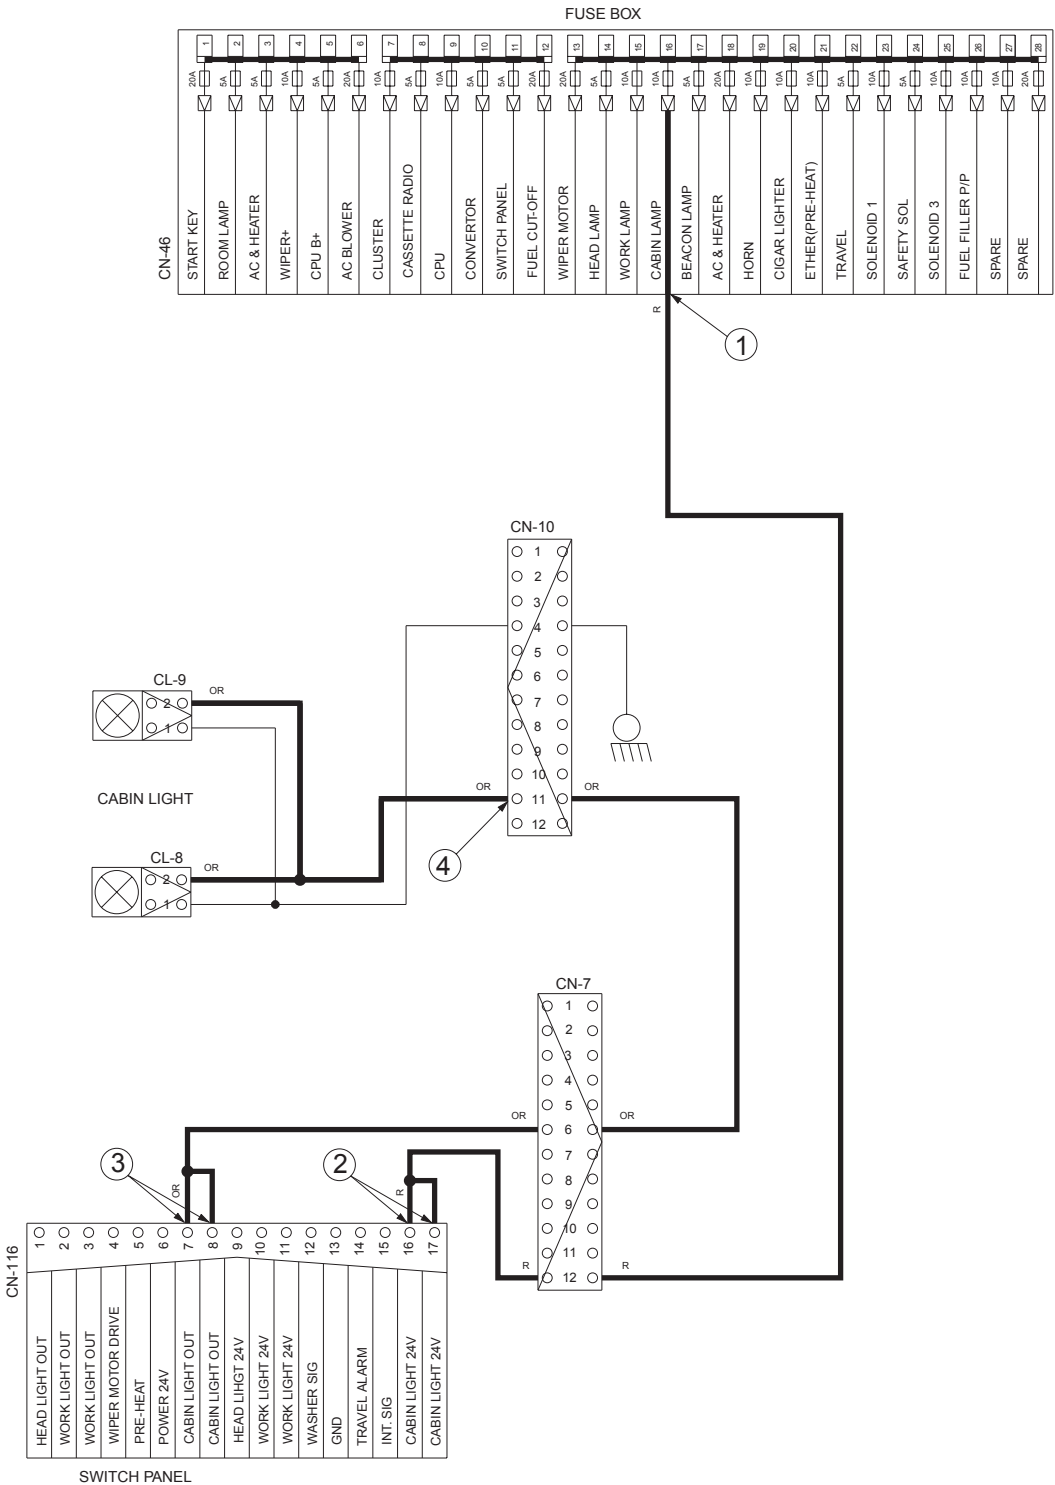 FUSE BOX
1 2 3 4 5 6 7 8 9 10 11 12 13 14 15 16 17 18 19 20 21 22 23 24 25 26 27 28
20A 5A 5A 10A 5A 20A 10A 5A 10A 5A 5A 20A 20A 10A 10A 10A 5A 20A 10A 10A 10A 5A 10A 5A 10A 10A 10A 20A
CN-46
START KEY
ROOM LAMP
AC & HEATER
WIPER+
CPU B+
AC BLOWER
CLUSTER
CASSETTE RADIO
CPU
CONVERTOR
SWITCH PANEL
FUEL CUT-OFF
WIPER MOTOR
HEAD LAMP
WORK LAMP
CABIN LAMP
BEACON LAMP
AC & HEATER
HORN
CIGAR LIGHTER
ETHER(PRE-HEAT)
TRAVEL
SOLENOID 1
SAFETY SOL
SOLENOID 3
FUEL FILLER P/P
SPARE
SPARE
R
1
CN-10
1
2
3
4
5
6
7
8
9
10
OR 11 OR
12
4
CL-9
2 OR
1
CABIN LIGHT
CL-8
2 OR
1
CN-7
1
2
3
4
5
OR 6 OR
7
8
9
10
11
R 12 R
3
2
OR
R
CN-116
1 2 3 4 5 6 7 8 9 10 11 12 13 14 15 16 17
HEAD LIGHT OUT
WORK LIGHT OUT
WORK LIGHT OUT
WIPER MOTOR DRIVE
PRE-HEAT
POWER 24V
CABIN LIGHT OUT
CABIN LIGHT OUT
HEAD LIHGT 24V
WORK LIGHT 24V
WORK LIGHT 24V
WASHER SIG
GND
TRAVEL ALARM
INT. SIG
CABIN LIGHT 24V
CABIN LIGHT 24V
SWITCH PANEL